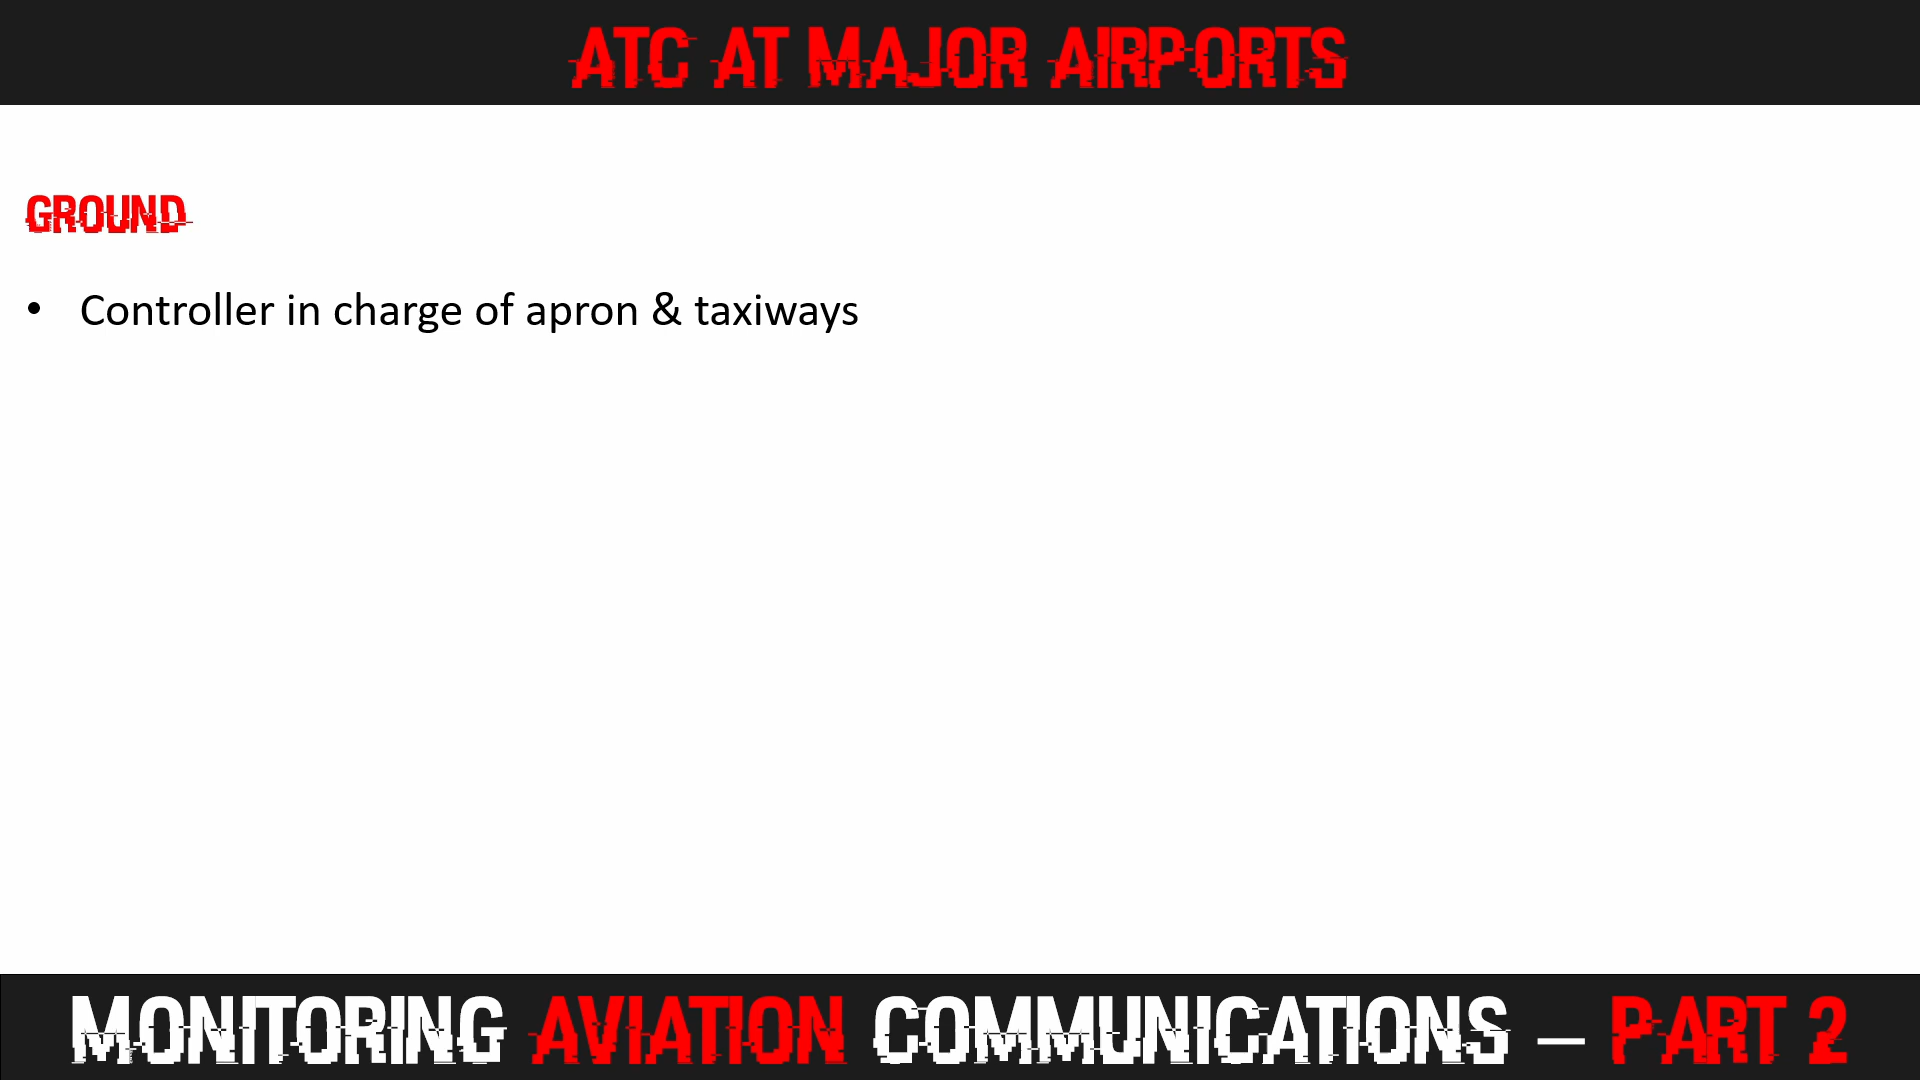 ATC AT MAJOR AIRPORTS
GROUND
• Controller in charge of apron & taxiways
MONITORING AVIATION COMMUNICATIONS – PART 2